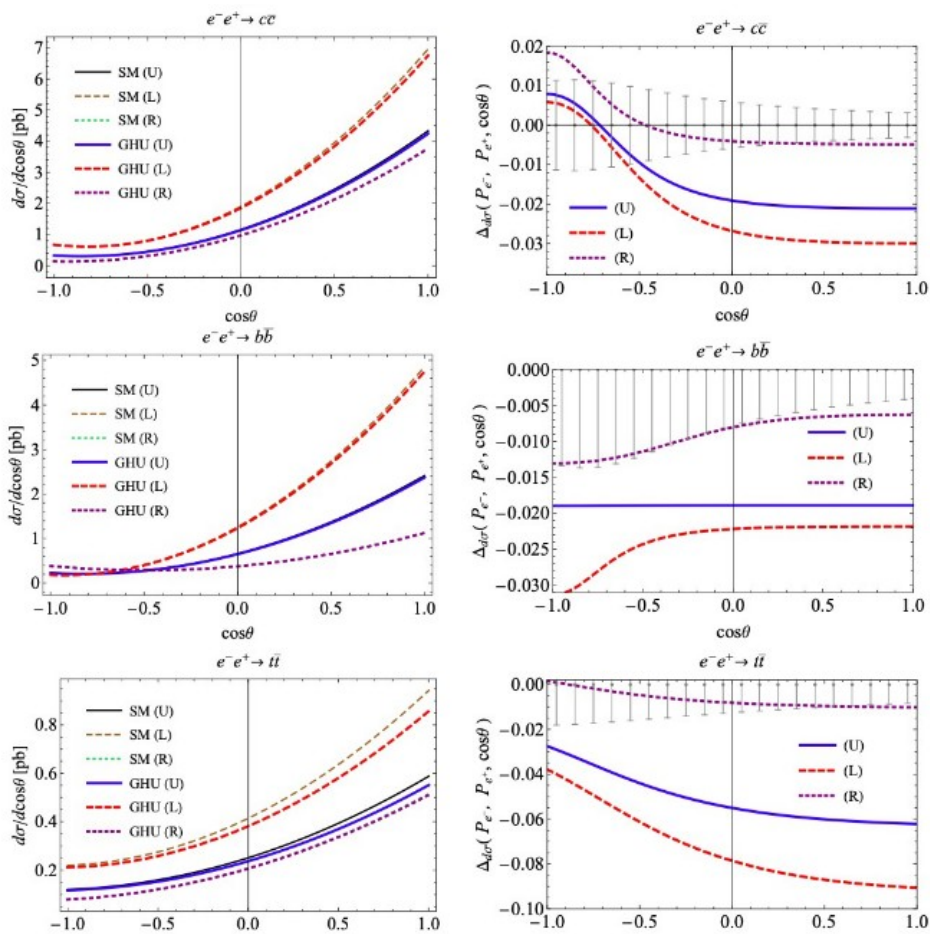 e⁻e⁺→ cc̄
dσ/dcosθ [pb]
7
6
5
4
3
2
1
0
SM (U)
SM (L)
SM (R)
GHU (U)
GHU (L)
GHU (R)
−1.0 −0.5 0.0 0.5 1.0
cosθ
e⁻e⁺→ cc̄
Δdσ(Pe⁻, Pe⁺, cosθ)
0.02
0.01
0.00
−0.01
−0.02
−0.03
(U)
(L)
(R)
−1.0 −0.5 0.0 0.5 1.0
cosθ
e⁻e⁺→ bb̄
dσ/dcosθ [pb]
5
4
3
2
1
0
SM (U)
SM (L)
SM (R)
GHU (U)
GHU (L)
GHU (R)
−1.0 −0.5 0.0 0.5 1.0
cosθ
e⁻e⁺→ bb̄
Δdσ(Pe⁻, Pe⁺, cosθ)
0.000
−0.005
−0.010
−0.015
−0.020
−0.025
−0.030
(U)
(L)
(R)
−1.0 −0.5 0.0 0.5 1.0
cosθ
e⁻e⁺→ tt̄
dσ/dcosθ [pb]
0.8
0.6
0.4
0.2
SM (U)
SM (L)
SM (R)
GHU (U)
GHU (L)
GHU (R)
−1.0 −0.5 0.0 0.5 1.0
e⁻e⁺→ tt̄
Δdσ(Pe⁻, Pe⁺, cosθ)
0.00
−0.02
−0.04
−0.06
−0.08
−0.10
(U)
(L)
(R)
−1.0 −0.5 0.0 0.5 1.0